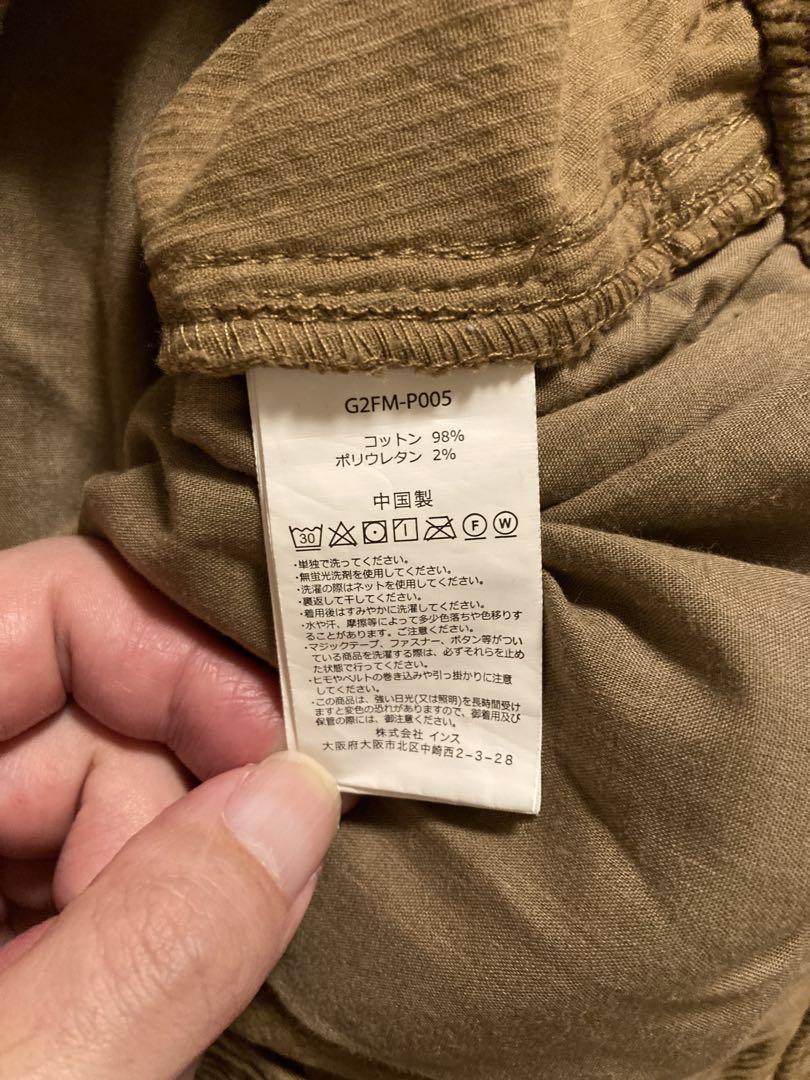 G2FM-P005
コットン 98%
ポリウレタン 2%
中国製
30 F W
・単独で洗ってください。
・無蛍光洗剤を使用してください。
・洗濯の際はネットを使用してください。
・裏返して干してください。
・着用後はすみやかに洗濯してください。
・水や汗、摩擦等によって多少色落ちや色移りす
ることがあります。ご注意ください。
・マジックテープ、ファスナー、ボタン等がつい
ている商品を洗濯する際は、必ずそれらを止め
た状態で行ってください。
・ヒモやベルトの巻き込みや引っ掛かりに注意
してください。
・この商品は、強い日光(又は照明)を長時間受け
ますと変色の恐れがありますので、御着用及び
保管の際には、御注意ください。
株式会社 インス
大阪府大阪市北区中崎西2-3-28